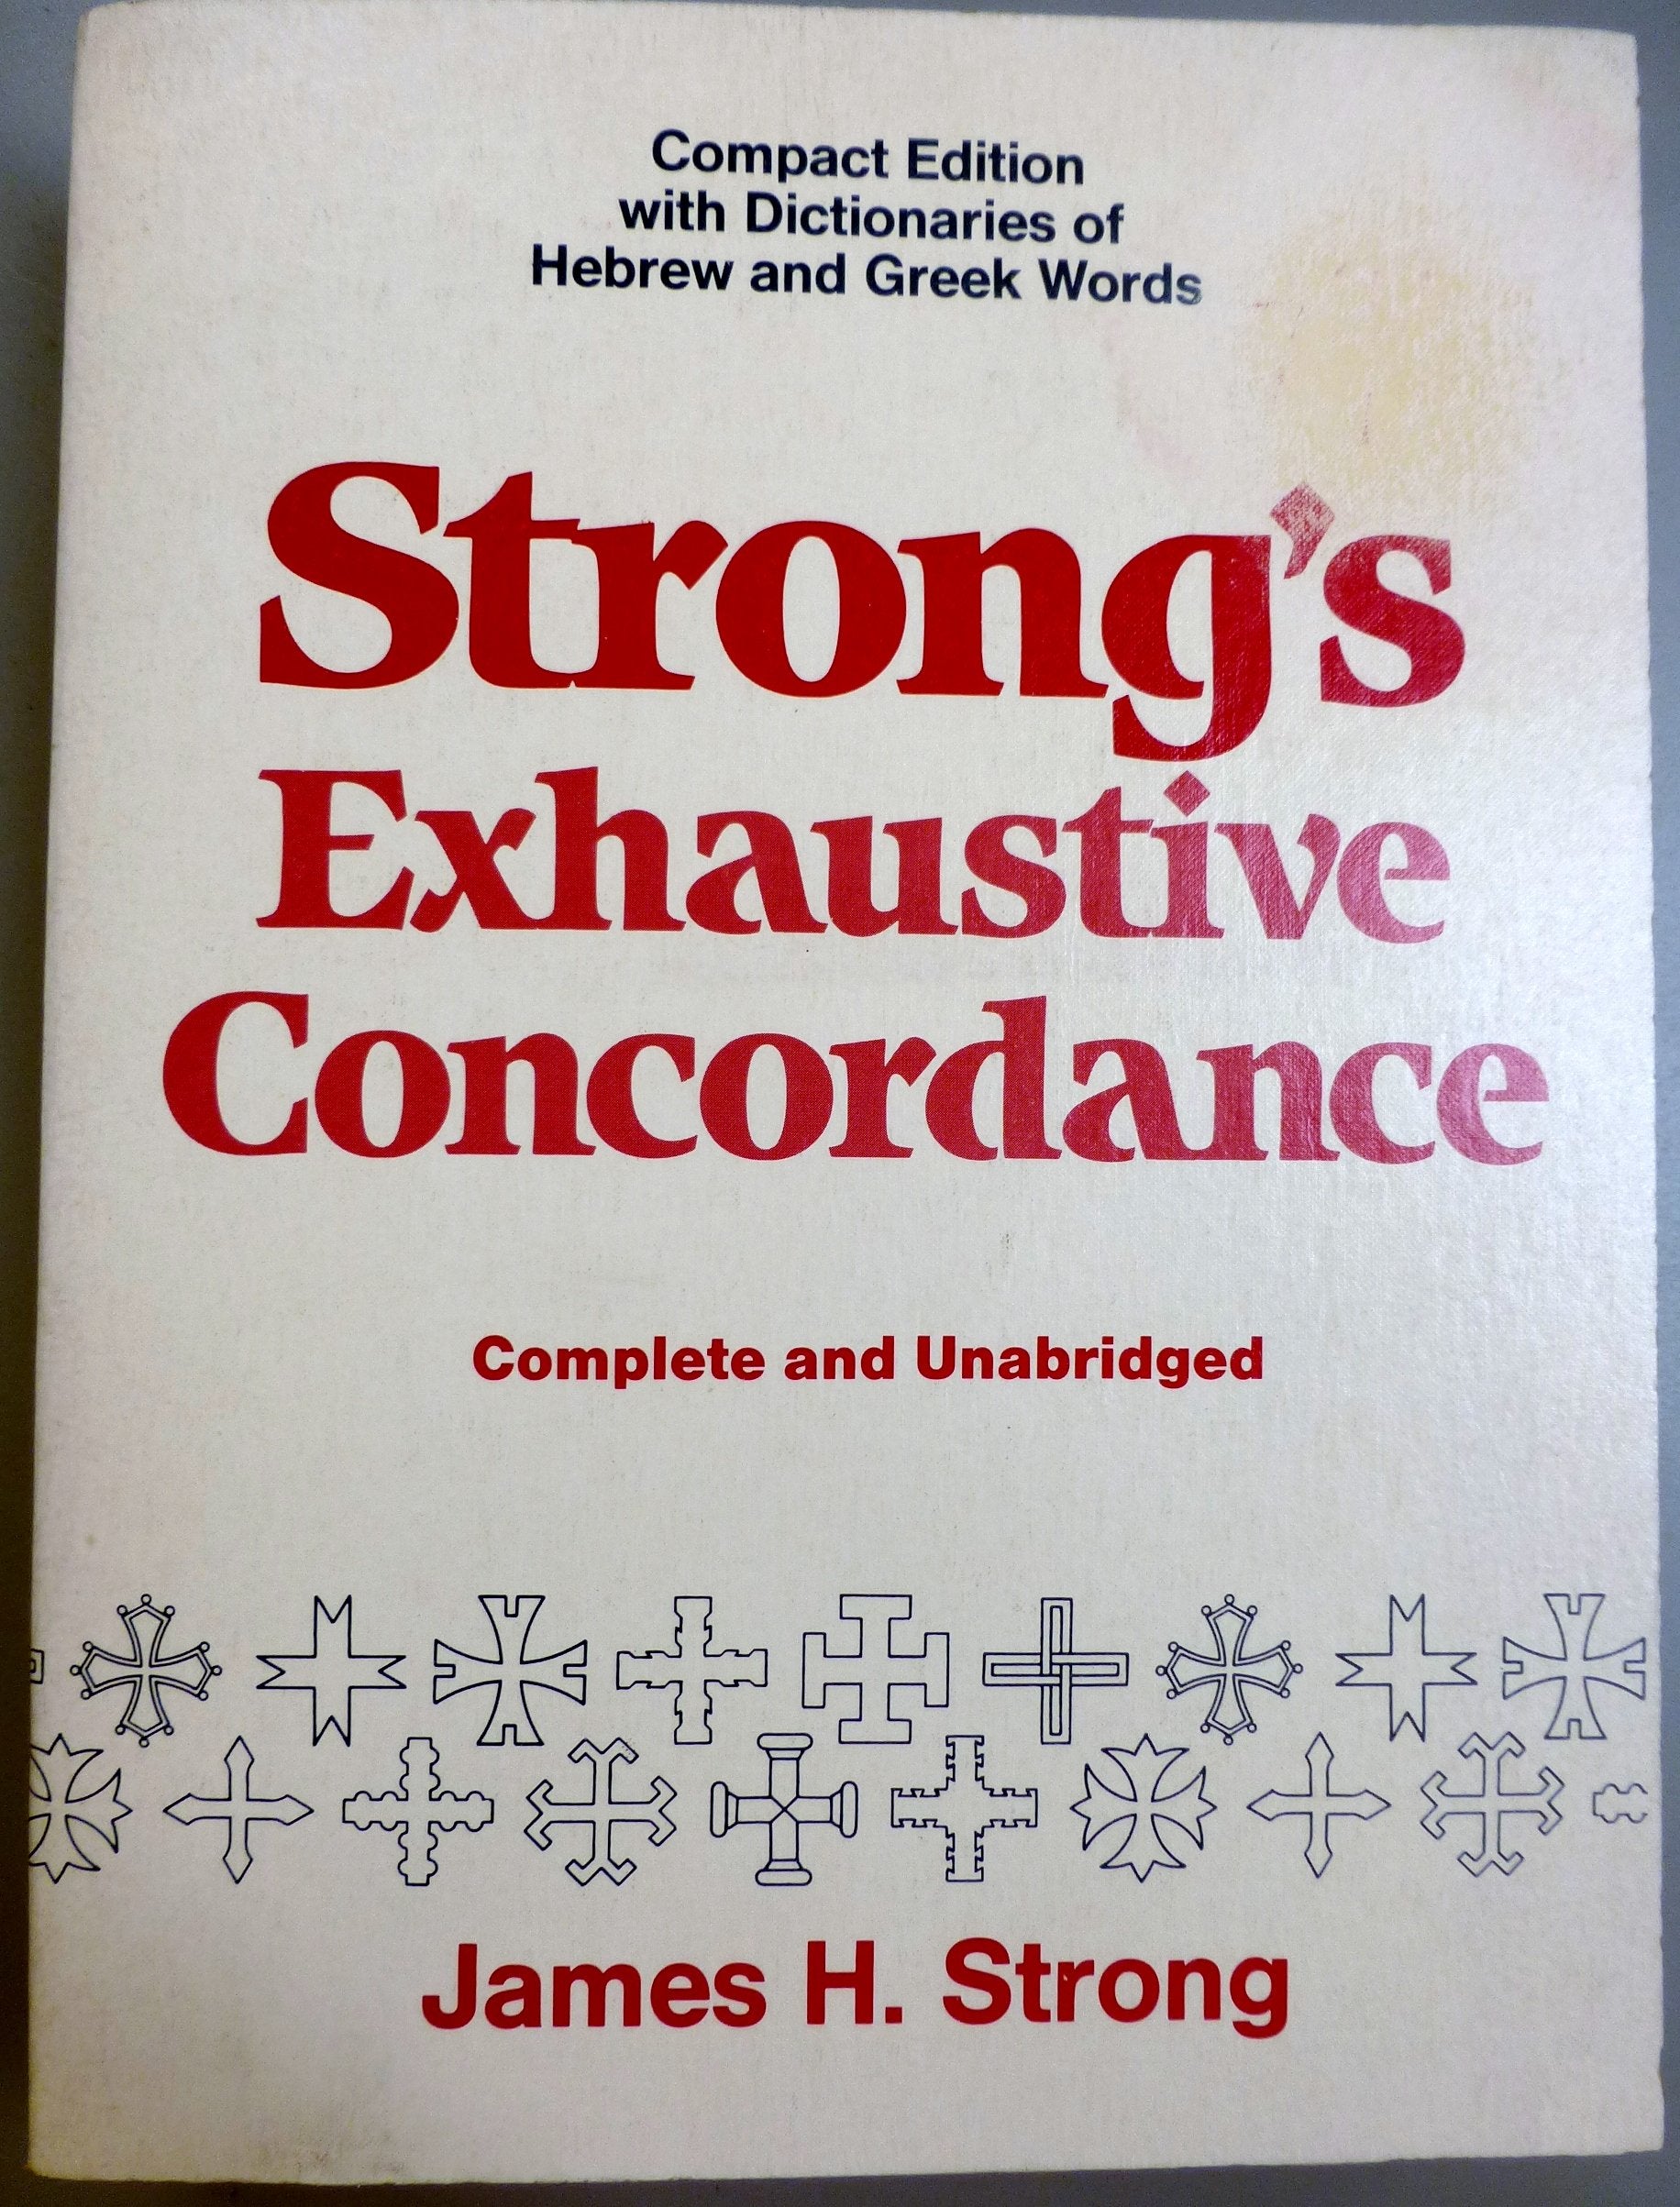 Compact Edition
with Dictionaries of
Hebrew and Greek Words
Strong's
Exhaustive
Concordance
Complete and Unabridged
James H. Strong